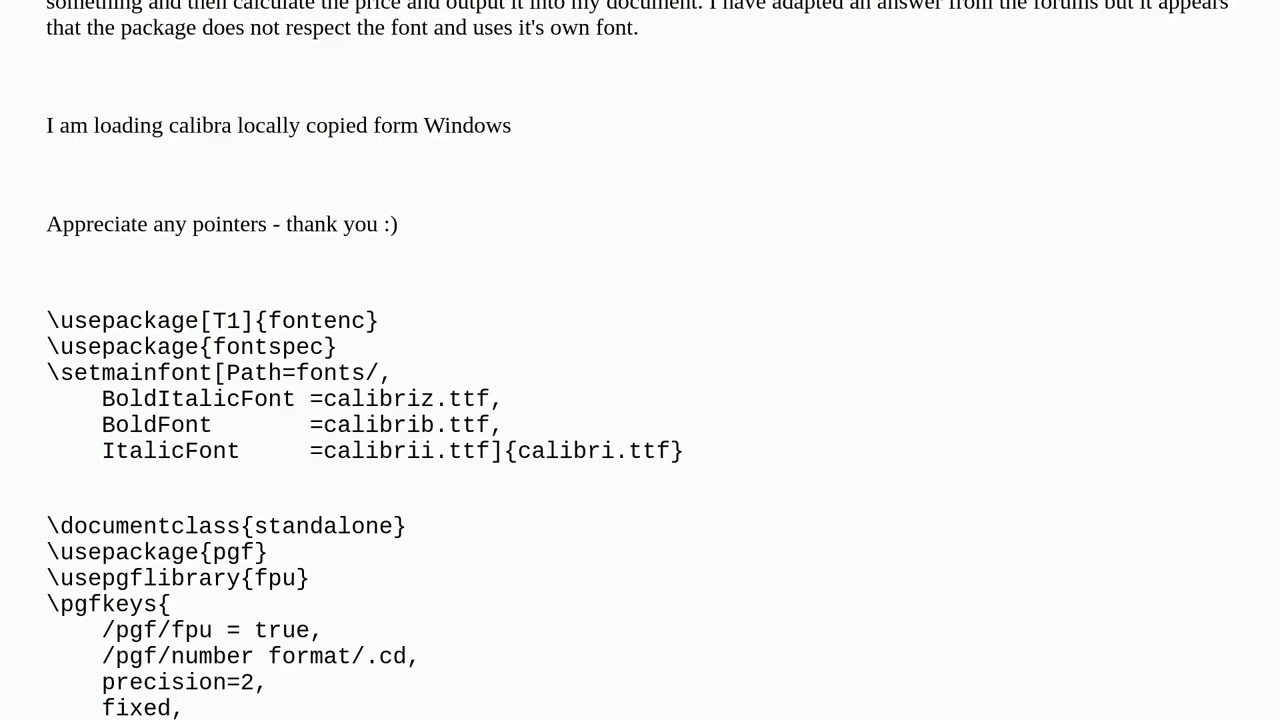 something and then calculate the price and output it into my document. I have adapted an answer from the forums but it appears
that the package does not respect the font and uses it's own font.
I am loading calibra locally copied form Windows
Appreciate any pointers - thank you :)
\usepackage[T1]{fontenc}
\usepackage{fontspec}
\setmainfont[Path=fonts/,
    BoldItalicFont =calibriz.ttf,
    BoldFont       =calibrib.ttf,
    ItalicFont     =calibrii.ttf]{calibri.ttf}
\documentclass{standalone}
\usepackage{pgf}
\usepgflibrary{fpu}
\pgfkeys{
    /pgf/fpu = true,
    /pgf/number format/.cd,
    precision=2,
    fixed,